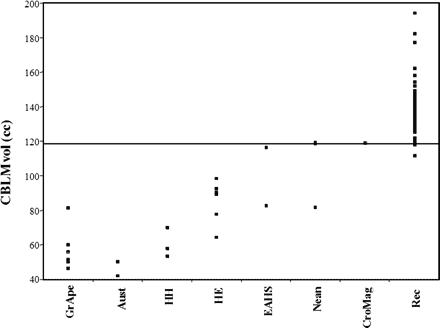 CBLM vol (cc)
200
180
160
140
120
100
80
60
40
GrApe
Aust
HH
HE
EAHS
Nean
CroMag
Rec